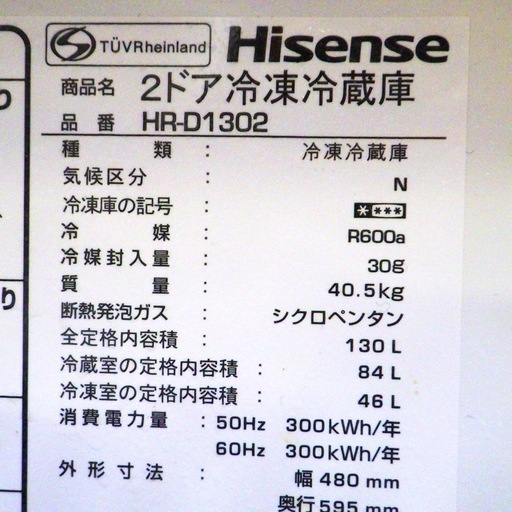 TÜVRheinland Hisense
商品名 2ドア冷凍冷蔵庫
品番 HR-D1302
種類 : 冷凍冷蔵庫
気候区分 : N
冷凍庫の記号 : * ***
冷媒 : R600a
冷媒封入量 : 30g
質量 : 40.5kg
断熱発泡ガス : シクロペンタン
全定格内容積 : 130 L
冷蔵室の定格内容積 : 84 L
冷凍室の定格内容積 : 46 L
消費電力量 : 50Hz 300kWh/年
60Hz 300kWh/年
外形寸法 : 幅 480 mm
奥行 595 mm
り